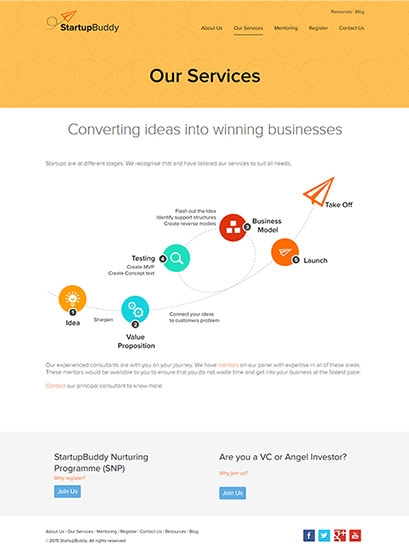 Resources | Blog
StartupBuddy
About Us Our Services Mentoring Register Contact Us
Our Services
Converting ideas into winning businesses
Startups are at different stages. We recognise that and have tailored our services to suit all needs.
Take Off
Flash out the Idea
Identify support structures
Create reverse models
3
Business
Model
Testing
4
Create MVP
Create Concept text
5
Launch
1
Idea
Sharpen
2
Value
Proposition
Connect your ideas
to customers problem
Our experienced consultants are with you on your journey. We have mentors on our panel with expertise in all of these areas.
These mentors would be available to you to ensure that you do not waste time and get into your business at the fastest pace.
Contact our principal consultant to know more.
StartupBuddy Nurturing
Programme (SNP)
Why register?
Join Us
Are you a VC or Angel Investor?
Why join us?
Join Us
About Us | Our Services | Mentoring | Register | Contact Us | Resources | Blog
© 2015 StartupBuddy. All rights reserved.